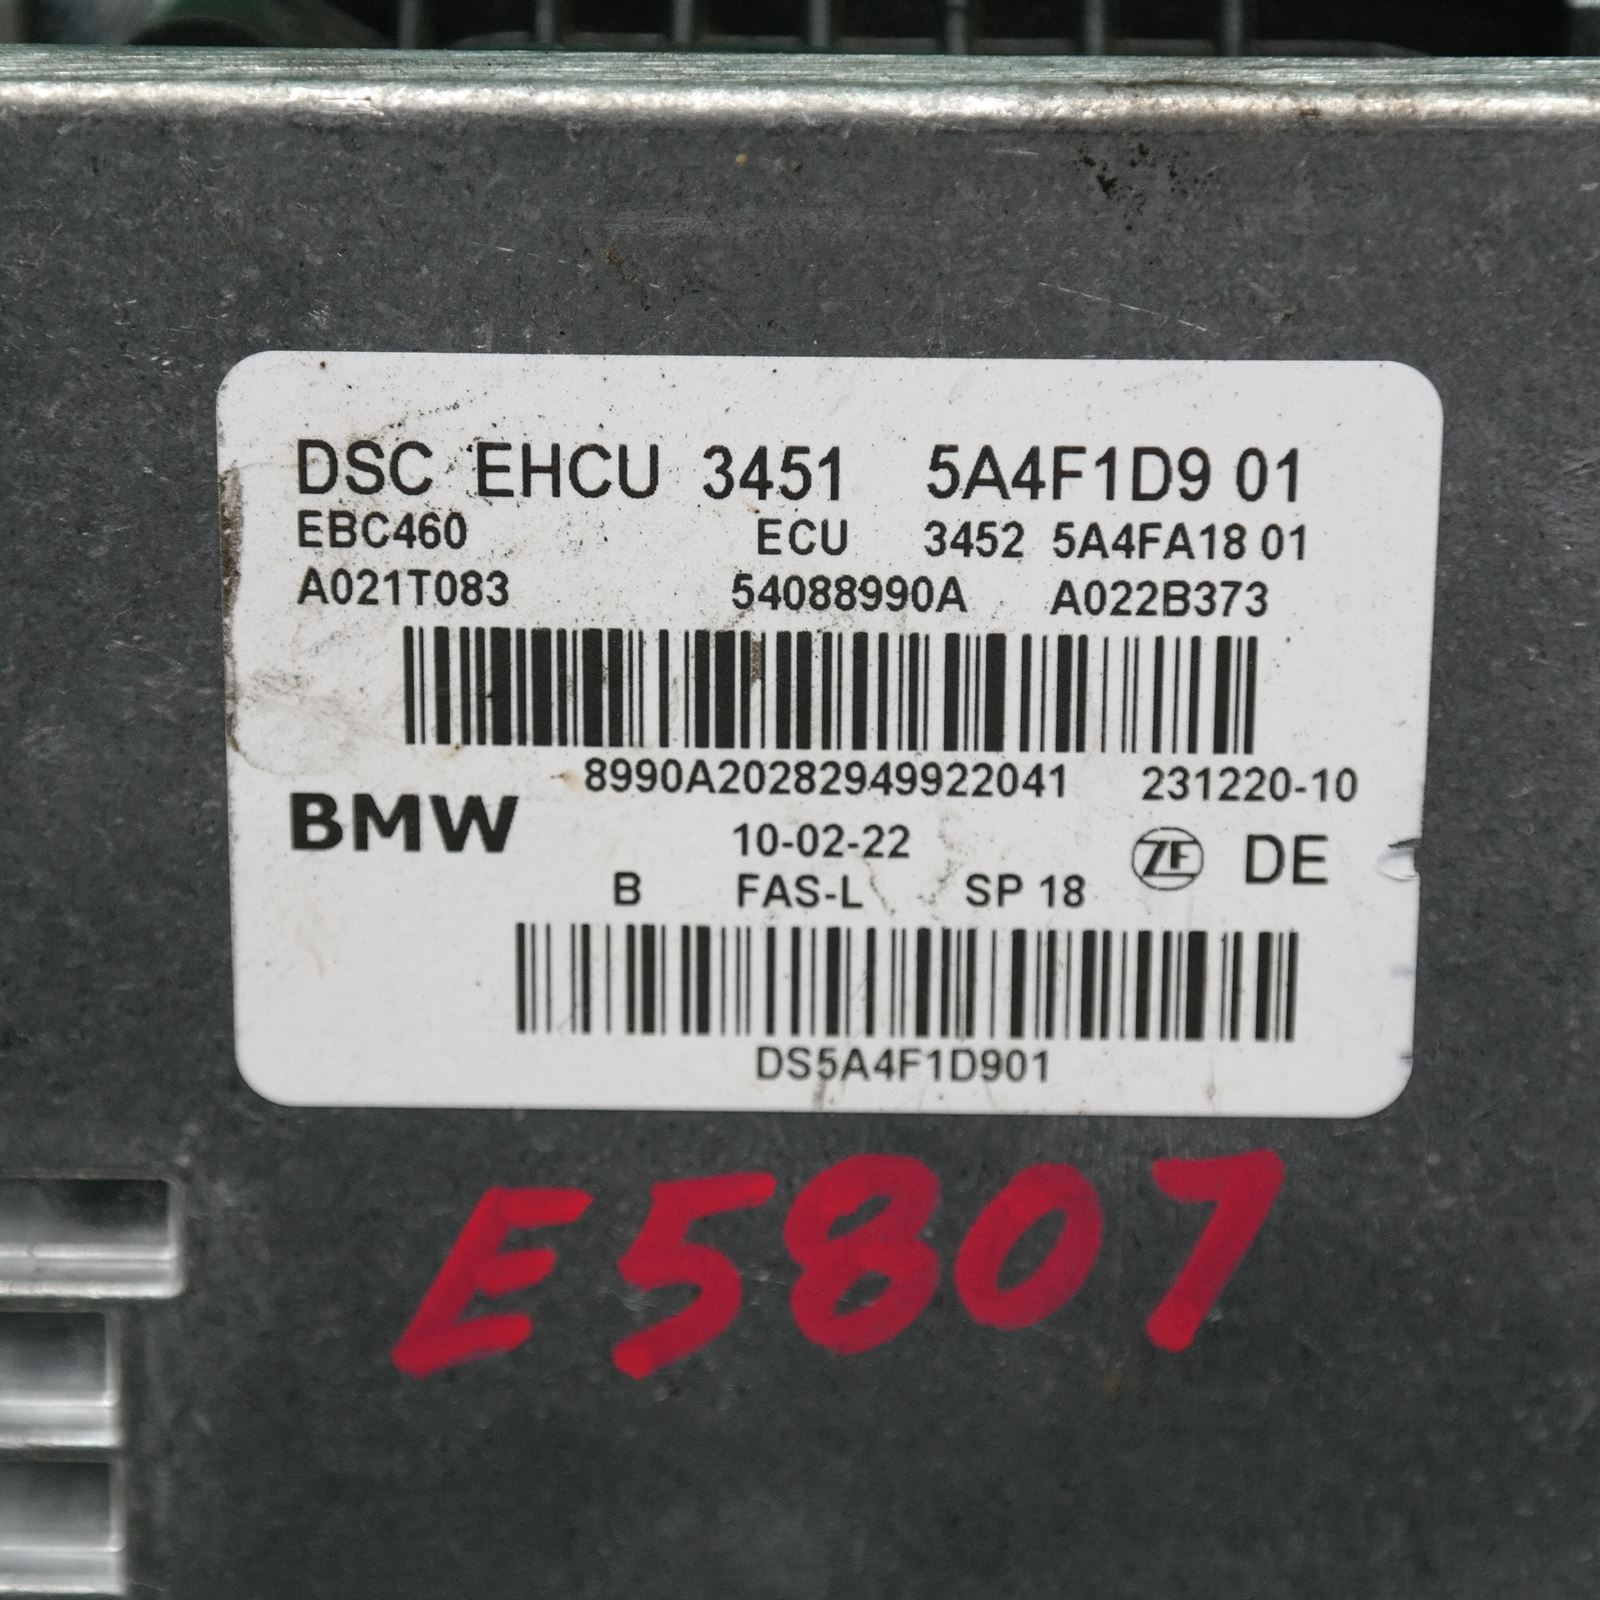 DSC EHCU 3451 5A4F1D9 01
EBC460 ECU 3452 5A4FA18 01
A021T083 54088990A A022B373
8990A20282949922041 231220-10
BMW 10-02-22 ZF DE
B FAS-L SP 18
DS5A4F1D901
E5807